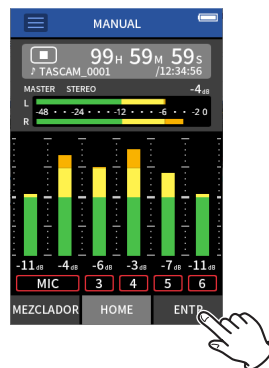 MANUAL
99H 59M 59S
♪ TASCAM_0001 /12:34:56
MASTER STEREO -4dB
L
-48 · -24 · · · -12 · · · -6 · · -2 0
R
-11dB -4dB -6dB -3dB -7dB -11dB
MIC 3 4 5 6
MEZCLADOR HOME ENTR